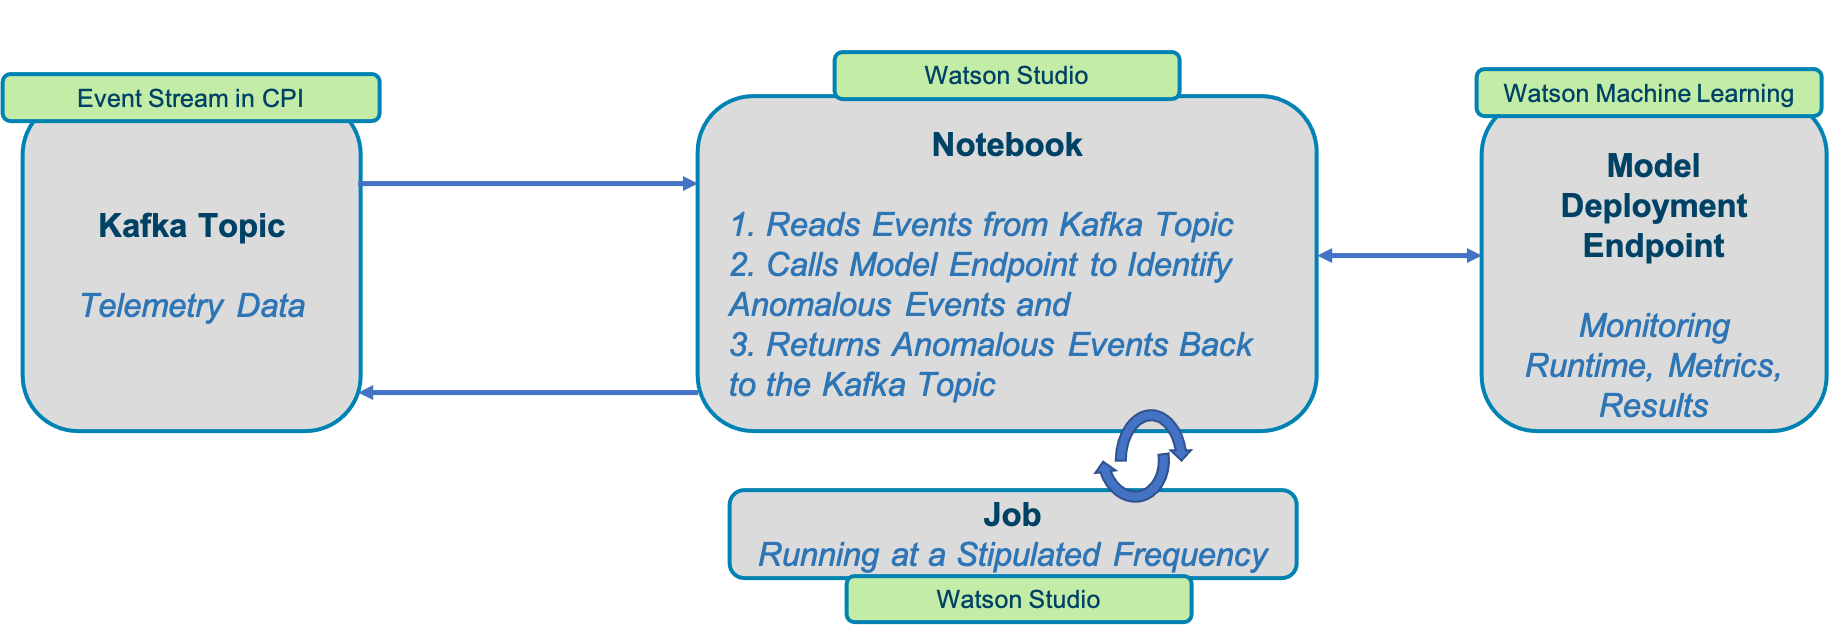 Event Stream in CPI
Kafka Topic
Telemetry Data
Watson Studio
Notebook
1. Reads Events from Kafka Topic
2. Calls Model Endpoint to Identify
Anomalous Events and
3. Returns Anomalous Events Back
to the Kafka Topic
Watson Machine Learning
Model
Deployment
Endpoint
Monitoring
Runtime, Metrics,
Results
Job
Running at a Stipulated Frequency
Watson Studio